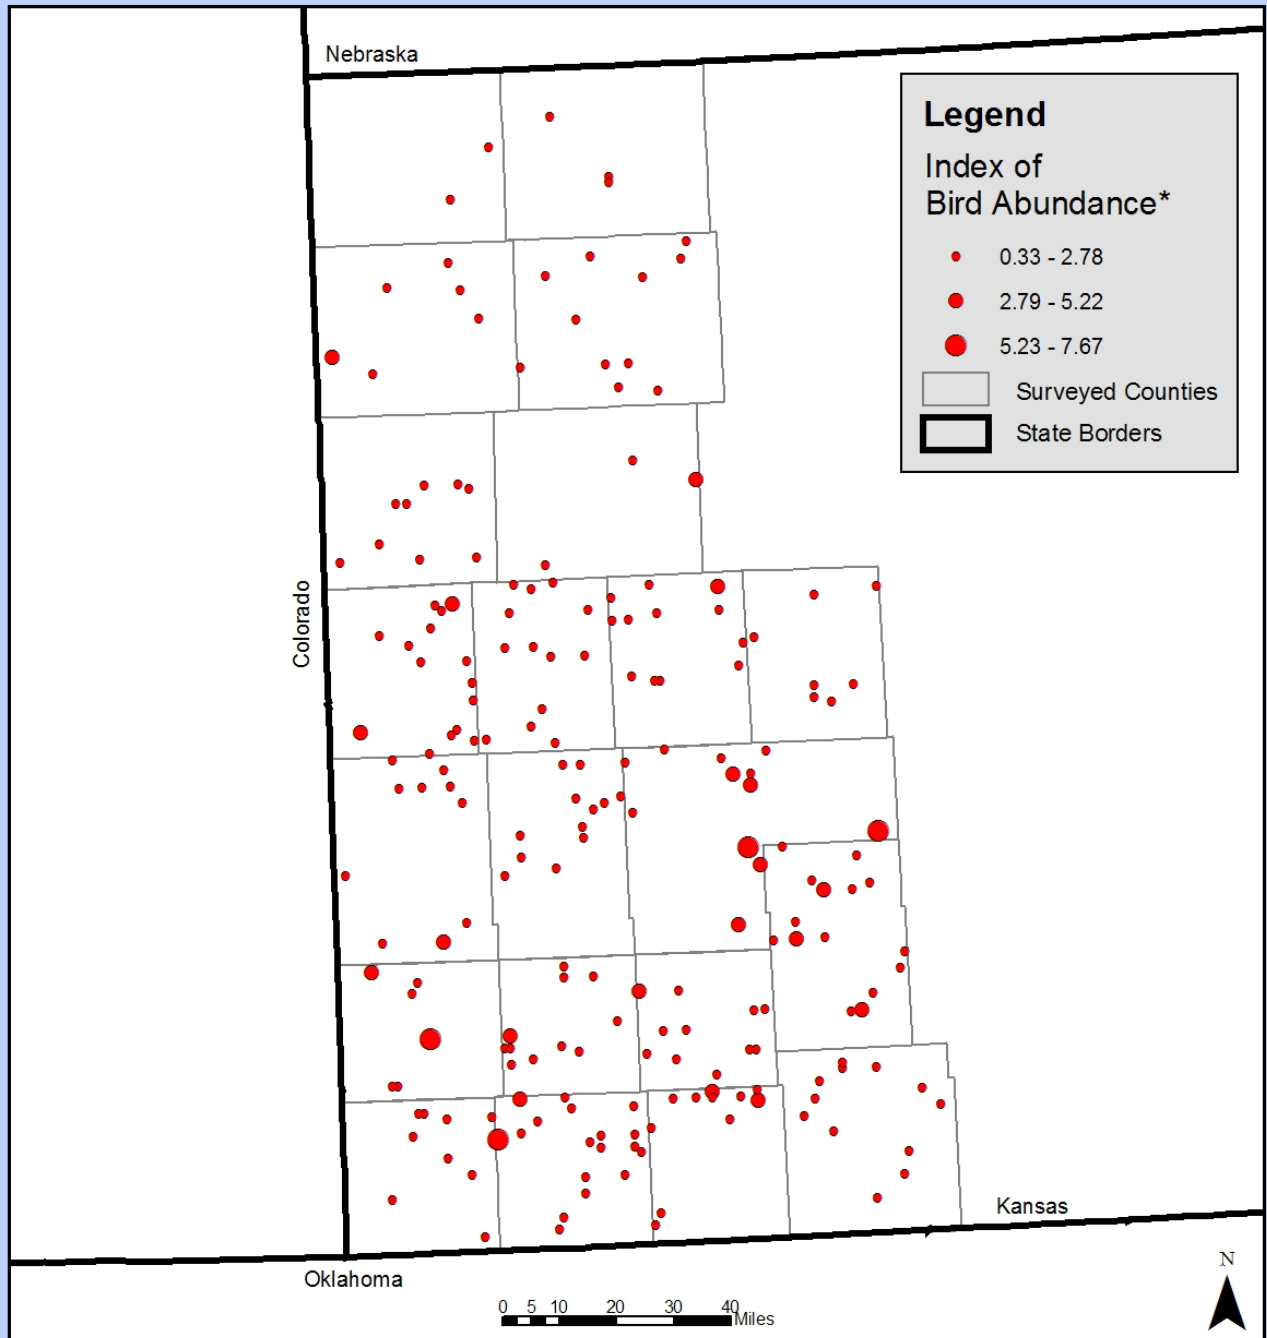 Nebraska
Legend
Index of
Bird Abundance*
0.33 - 2.78
2.79 - 5.22
5.23 - 7.67
Surveyed Counties
State Borders
Colorado
Kansas
Oklahoma
N
0 5 10 20 30 40
Miles